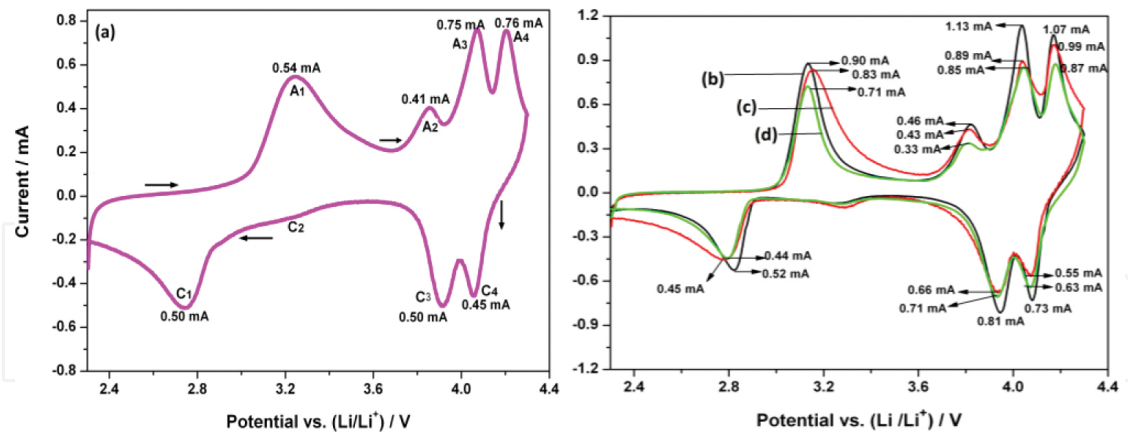 (a)
0.8
0.6
0.4
0.2
0.0
-0.2
-0.4
-0.6
-0.8
Current / mA
0.54 mA
A1
0.41 mA
A2
0.75 mA
A3
0.76 mA
A4
C1
0.50 mA
C2
C3
0.50 mA
C4
0.45 mA
2.4 2.8 3.2 3.6 4.0 4.4
Potential vs. (Li/Li+) / V
1.2
0.9
0.6
0.3
0.0
-0.3
-0.6
-0.9
-1.2
(b)
(c)
(d)
0.90 mA
0.83 mA
0.71 mA
0.46 mA
0.43 mA
0.33 mA
1.13 mA
0.89 mA
0.85 mA
1.07 mA
0.99 mA
0.87 mA
0.44 mA
0.52 mA
0.45 mA
0.66 mA
0.71 mA
0.81 mA
0.55 mA
0.63 mA
0.73 mA
2.4 2.8 3.2 3.6 4.0 4.4
Potential vs. (Li /Li+) / V